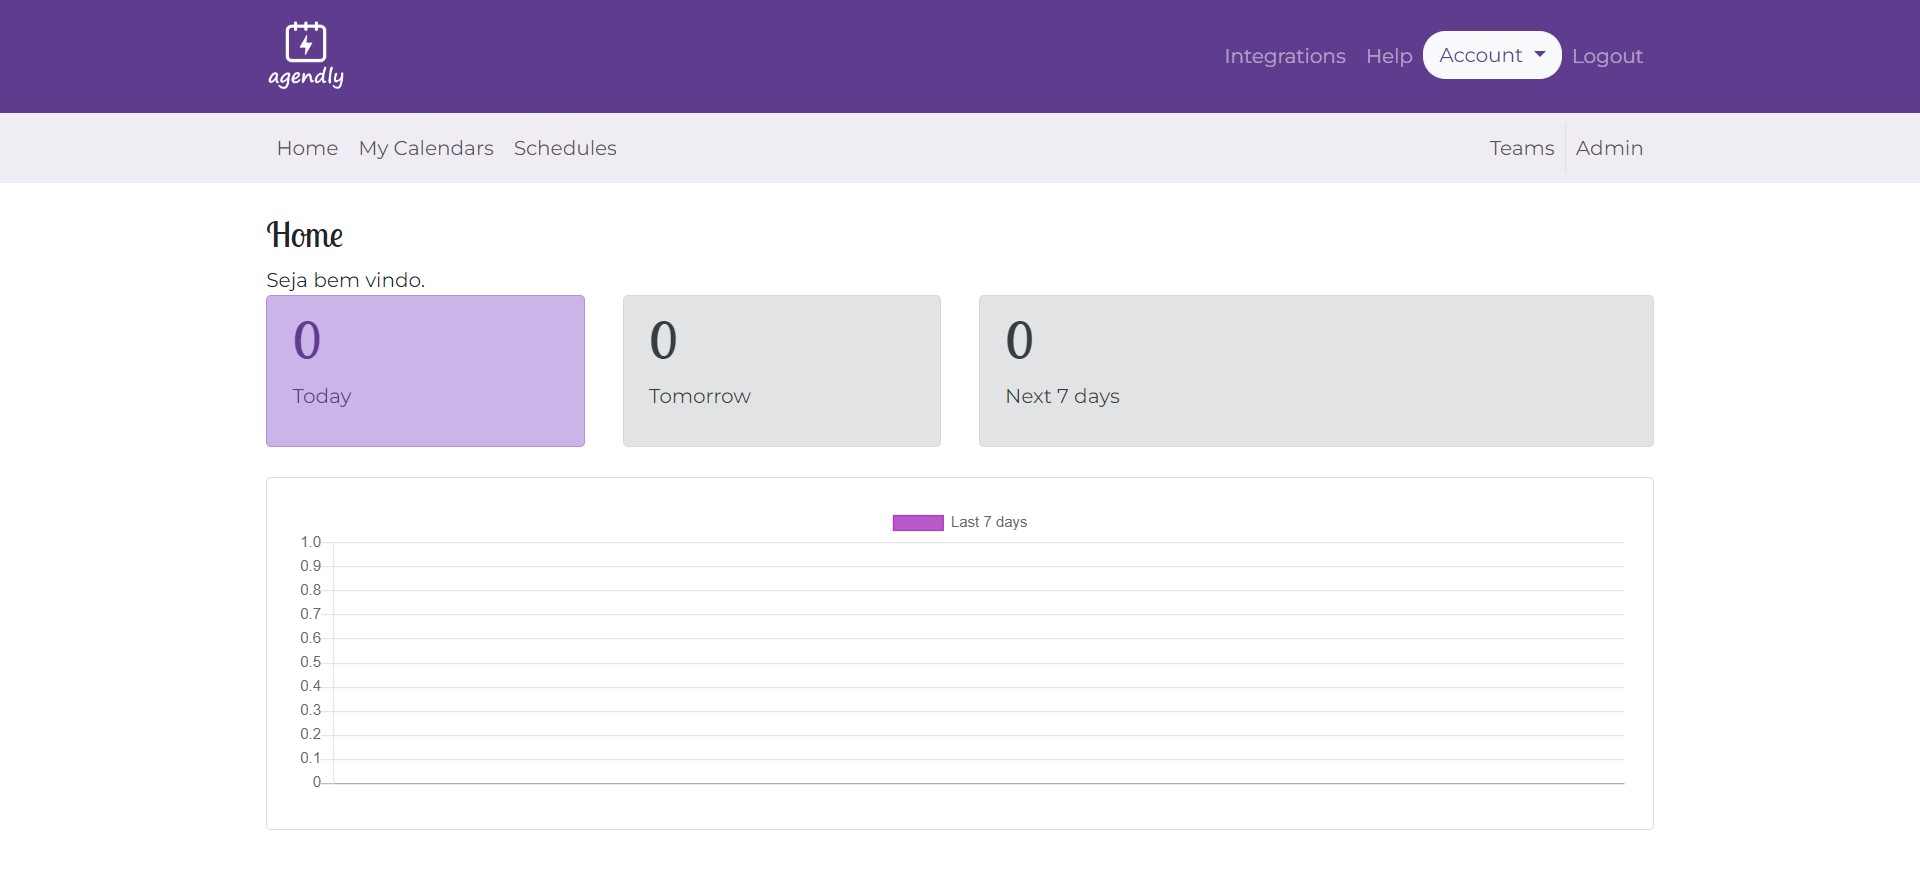 agendly
Integrations Help Account Logout
Home My Calendars Schedules Teams Admin
Home
Seja bem vindo.
0
Today
0
Tomorrow
0
Next 7 days
Last 7 days
1.0
0.9
0.8
0.7
0.6
0.5
0.4
0.3
0.2
0.1
0